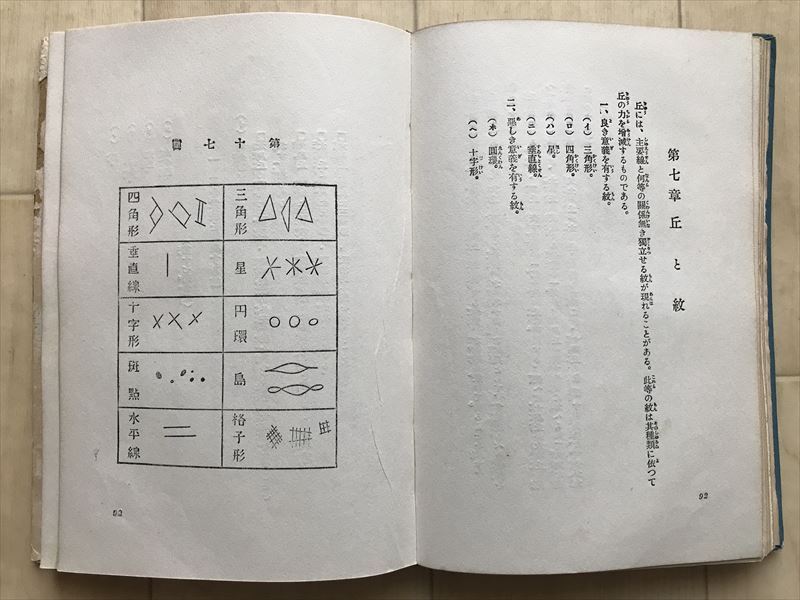 第七章 丘と紋
丘には、主要線と何等の關係無き獨立せる紋が現れることがある。此等の紋は其種類に依つて
丘の力を增減するものである。
一、良き意義を有する紋。
(イ) 三角形。
(ロ) 四角形。
(ハ) 星。
(ニ) 垂直線。
二、惡しき意義を有する紋。
(ホ) 圓環。
(ヘ) 十字形。
92
第十七圖
三角形
四角形
星
垂直線
円環
十字形
島
斑點
格子形
水平線
92